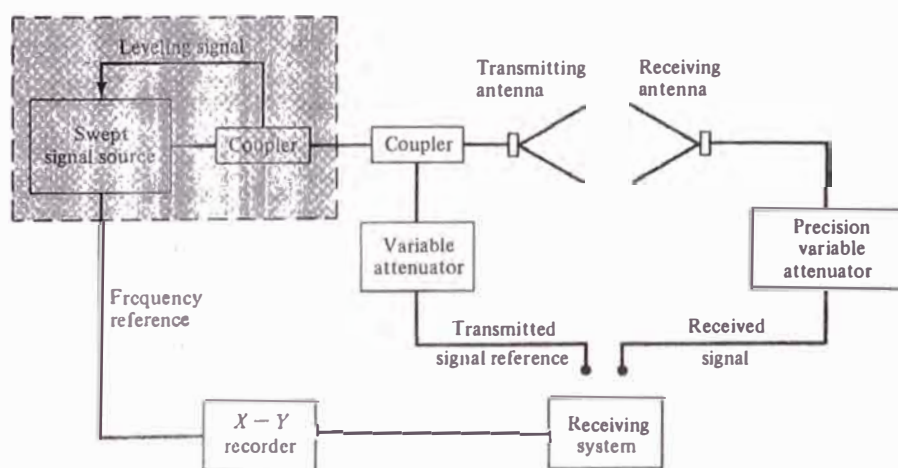 Leveling signal
Swept
signal source
Coupler
Coupler
Transmitting
antenna
Receiving
antenna
Variable
attenuator
Precision
variable
attenuator
Frequency
reference
Transmitted
signal reference
Received
signal
X – Y
recorder
Receiving
system